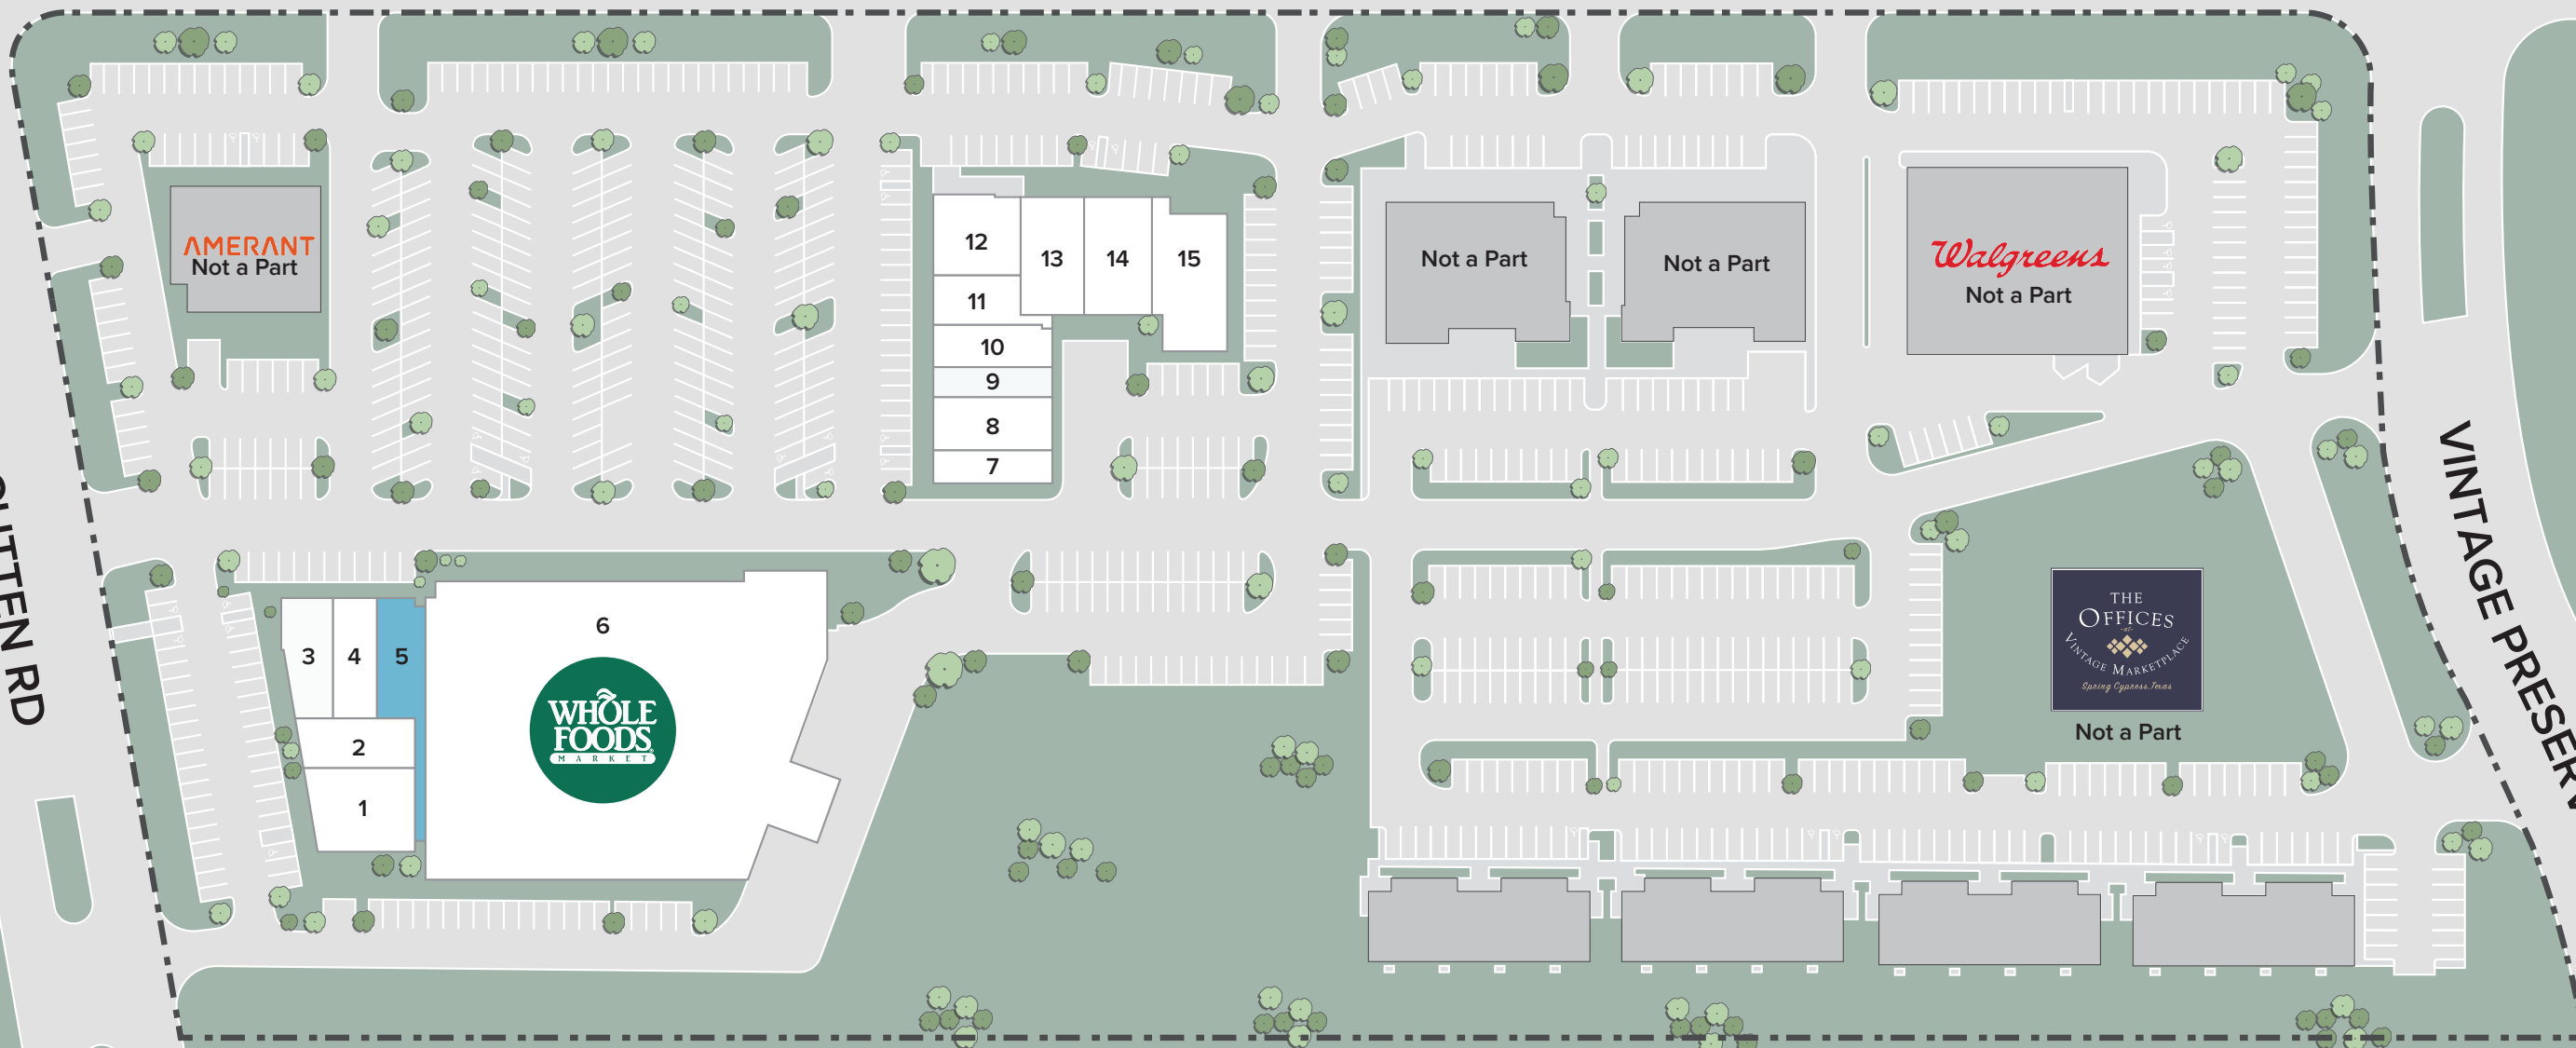 AMERANT
Not a Part
12
13
14
15
11
10
9
8
7
Not a Part
Not a Part
Walgreens
Not a Part
RD
VINTAGE
3
4
5
2
1
6
WHOLE
FOODS
MARKET
THE
OFFICES
-at-
VINTAGE MARKETPLACE
Spring Cypress, Texas
Not a Part